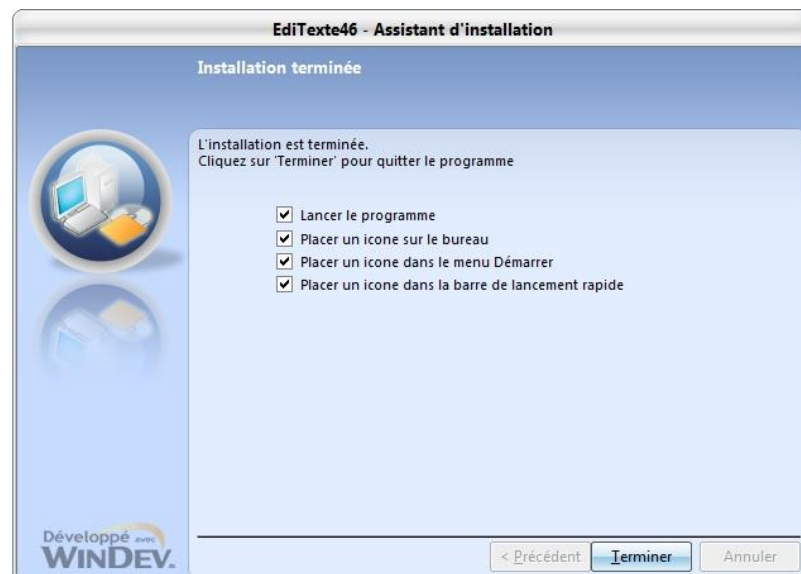 EdiTexte46 - Assistant d'installation
Installation terminée
L'installation est terminée.
Cliquez sur 'Terminer' pour quitter le programme
Lancer le programme
Placer un icone sur le bureau
Placer un icone dans le menu Démarrer
Placer un icone dans la barre de lancement rapide
Développé avec
WINDEV.
< Précédent Terminer Annuler